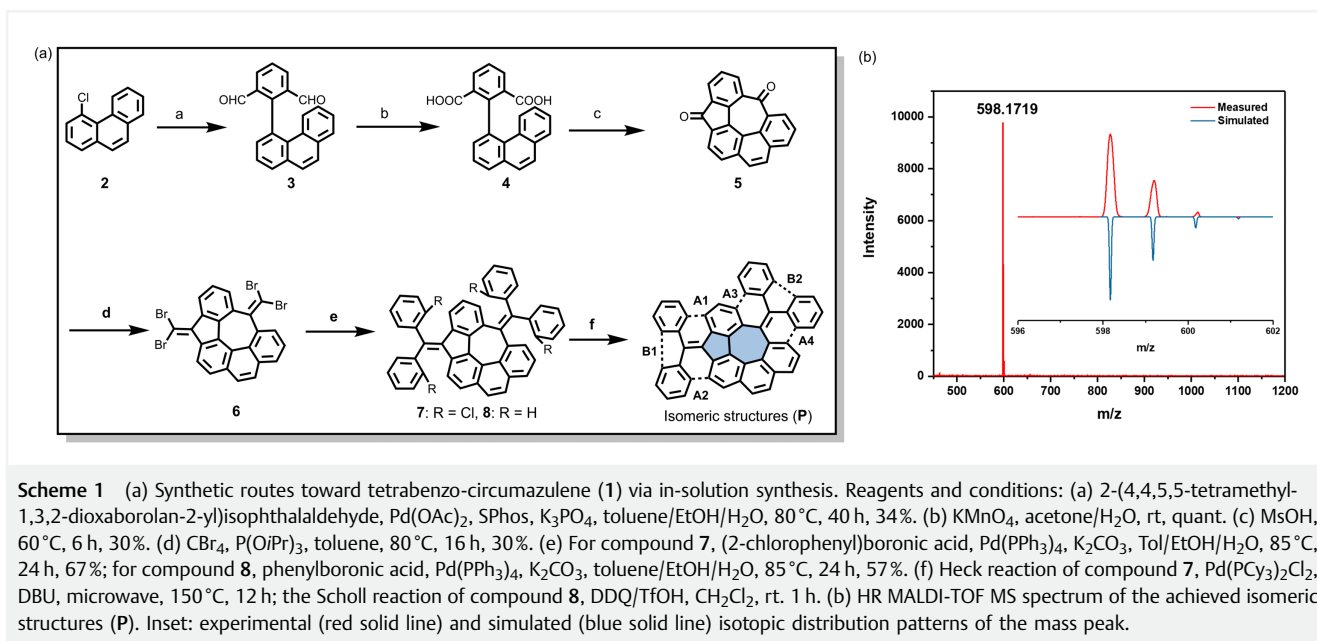 (a)
Cl
2
a
OHC CHO
3
b
HOOC COOH
4
c
O
O
5
d
Br
Br
Br
Br
6
e
R
R
R
R
7: R = Cl, 8: R = H
f
A1 A3 B2
B1 A4
A2
Isomeric structures (P)
(b)
598.1719
Measured
Simulated
Intensity
10000
8000
6000
4000
2000
0
596 598 600 602
m/z
500 600 700 800 900 1000 1100 1200
m/z
Scheme 1 (a) Synthetic routes toward tetrabenzo-circumazulene (1) via in-solution synthesis. Reagents and conditions: (a) 2-(4,4,5,5-tetramethyl-
1,3,2-dioxaborolan-2-yl)isophthalaldehyde, Pd(OAc)₂, SPhos, K₃PO₄, toluene/EtOH/H₂O, 80 °C, 40 h, 34%. (b) KMnO₄, acetone/H₂O, rt, quant. (c) MsOH,
60 °C, 6 h, 30%. (d) CBr₄, P(OiPr)₃, toluene, 80 °C, 16 h, 30%. (e) For compound 7, (2-chlorophenyl)boronic acid, Pd(PPh₃)₄, K₂CO₃, Tol/EtOH/H₂O, 85 °C,
24 h, 67%; for compound 8, phenylboronic acid, Pd(PPh₃)₄, K₂CO₃, toluene/EtOH/H₂O, 85 °C, 24 h, 57%. (f) Heck reaction of compound 7, Pd(PCy₃)₂Cl₂,
DBU, microwave, 150 °C, 12 h; the Scholl reaction of compound 8, DDQ/TfOH, CH₂Cl₂, rt. 1 h. (b) HR MALDI-TOF MS spectrum of the achieved isomeric
structures (P). Inset: experimental (red solid line) and simulated (blue solid line) isotopic distribution patterns of the mass peak.